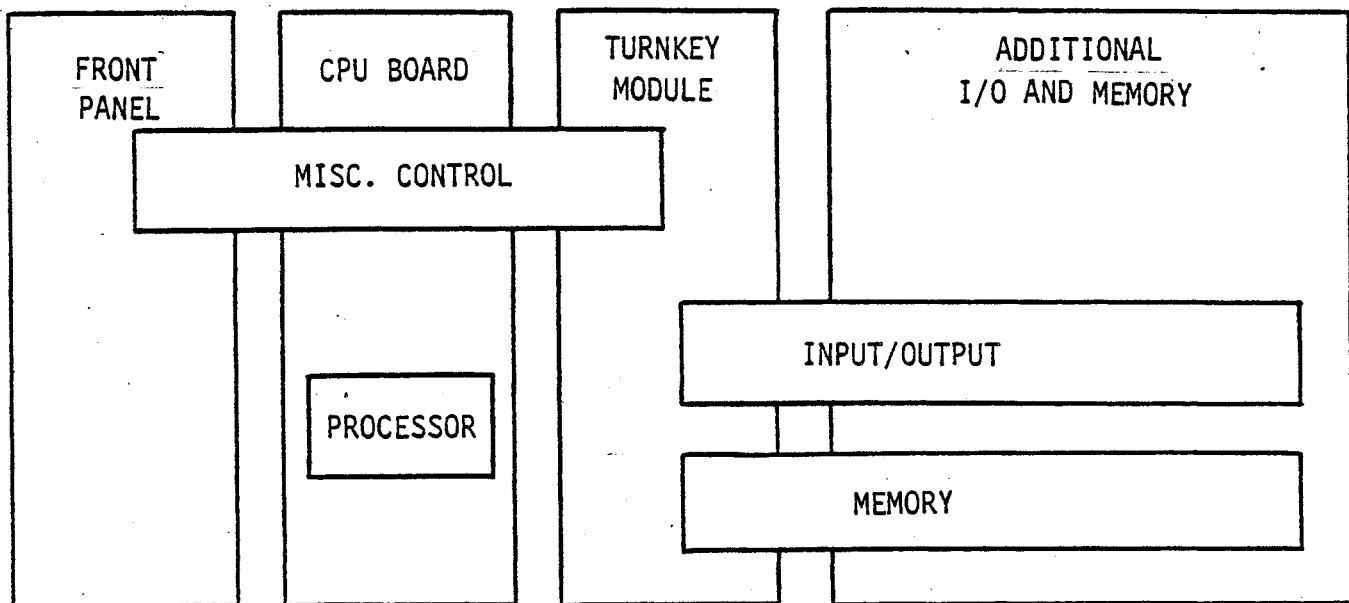 FRONT
PANEL
CPU BOARD
TURNKEY
MODULE
ADDITIONAL
I/O AND MEMORY
MISC. CONTROL
INPUT/OUTPUT
PROCESSOR
MEMORY